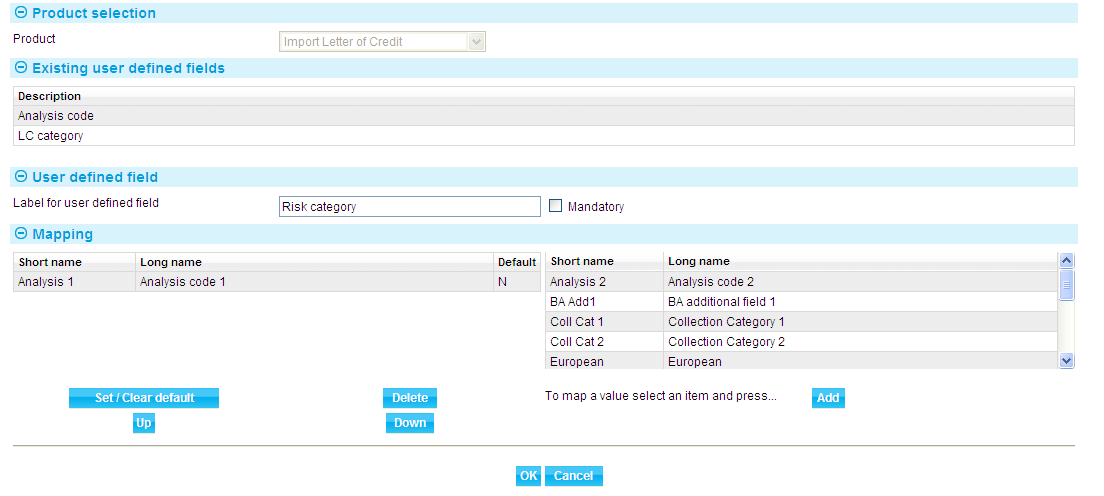 Product selection
Product Import Letter of Credit
Existing user defined fields
Description
Analysis code
LC category
User defined field
Label for user defined field Risk category Mandatory
Mapping
Short name Long name Default Short name Long name
Analysis 1 Analysis code 1 N Analysis 2 Analysis code 2
BA Add1 BA additional field 1
Coll Cat 1 Collection Category 1
Coll Cat 2 Collection Category 2
European European
Set / Clear default Delete To map a value select an item and press... Add
Up Down
OK Cancel